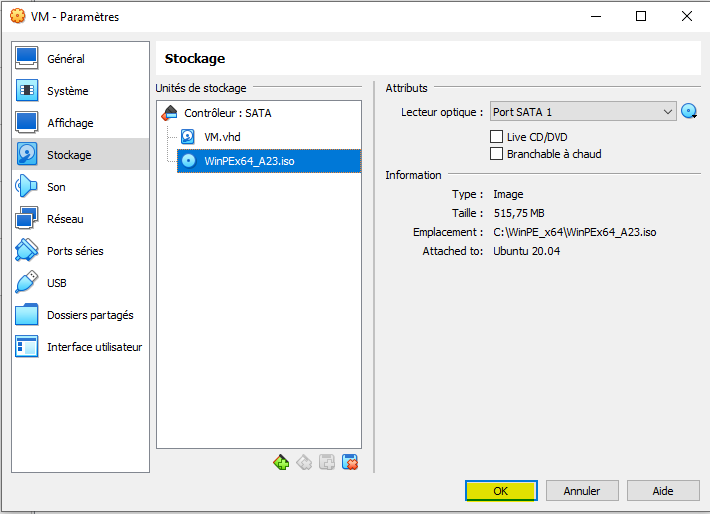 VM - Paramètres
Général
Système
Affichage
Stockage
Son
Réseau
Ports séries
USB
Dossiers partagés
Interface utilisateur
Stockage
Unités de stockage
Contrôleur : SATA
VM.vhd
WinPEx64_A23.iso
Attributs
Lecteur optique : Port SATA 1
Live CD/DVD
Branchable à chaud
Information
Type : Image
Taille : 515,75 MB
Emplacement : C:\WinPE_x64\WinPEx64_A23.iso
Attached to: Ubuntu 20.04
OK Annuler Aide